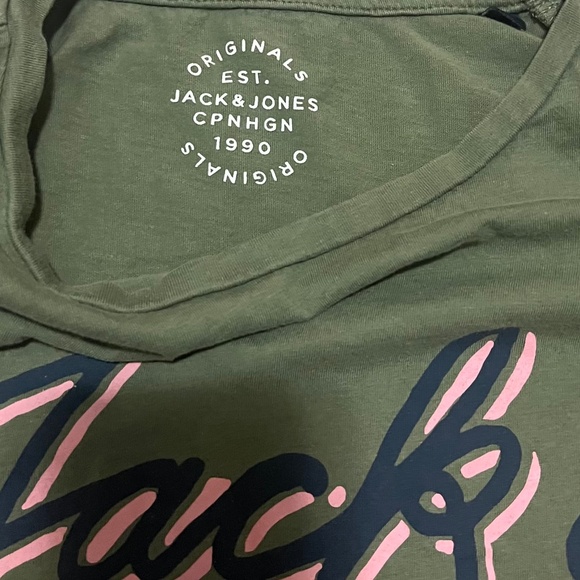 ORIGINALS
EST.
JACK&JONES
CPNHGN
1990
ORIGINALS
Jack